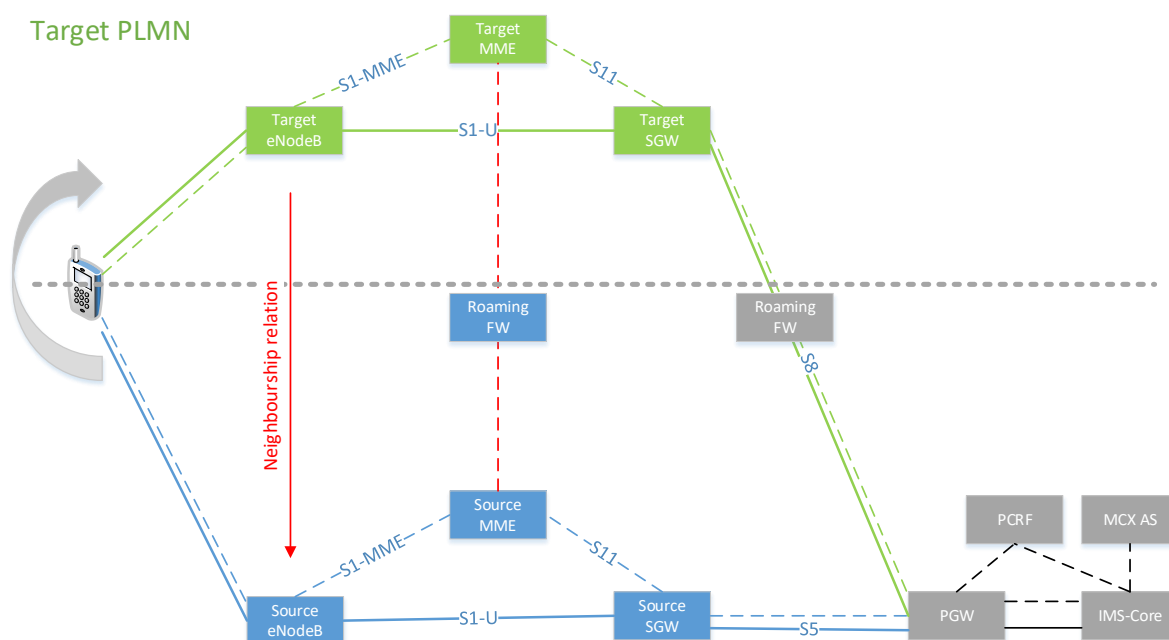 Target PLMN
Target
MME
S1-MME
S11
Target
eNodeB
S1-U
Target
SGW
Neighbourship relation
Roaming
FW
Roaming
FW
S8
Source
MME
PCRF
MCX AS
S1-MME
S11
Source
eNodeB
S1-U
Source
SGW
S5
PGW
IMS-Core